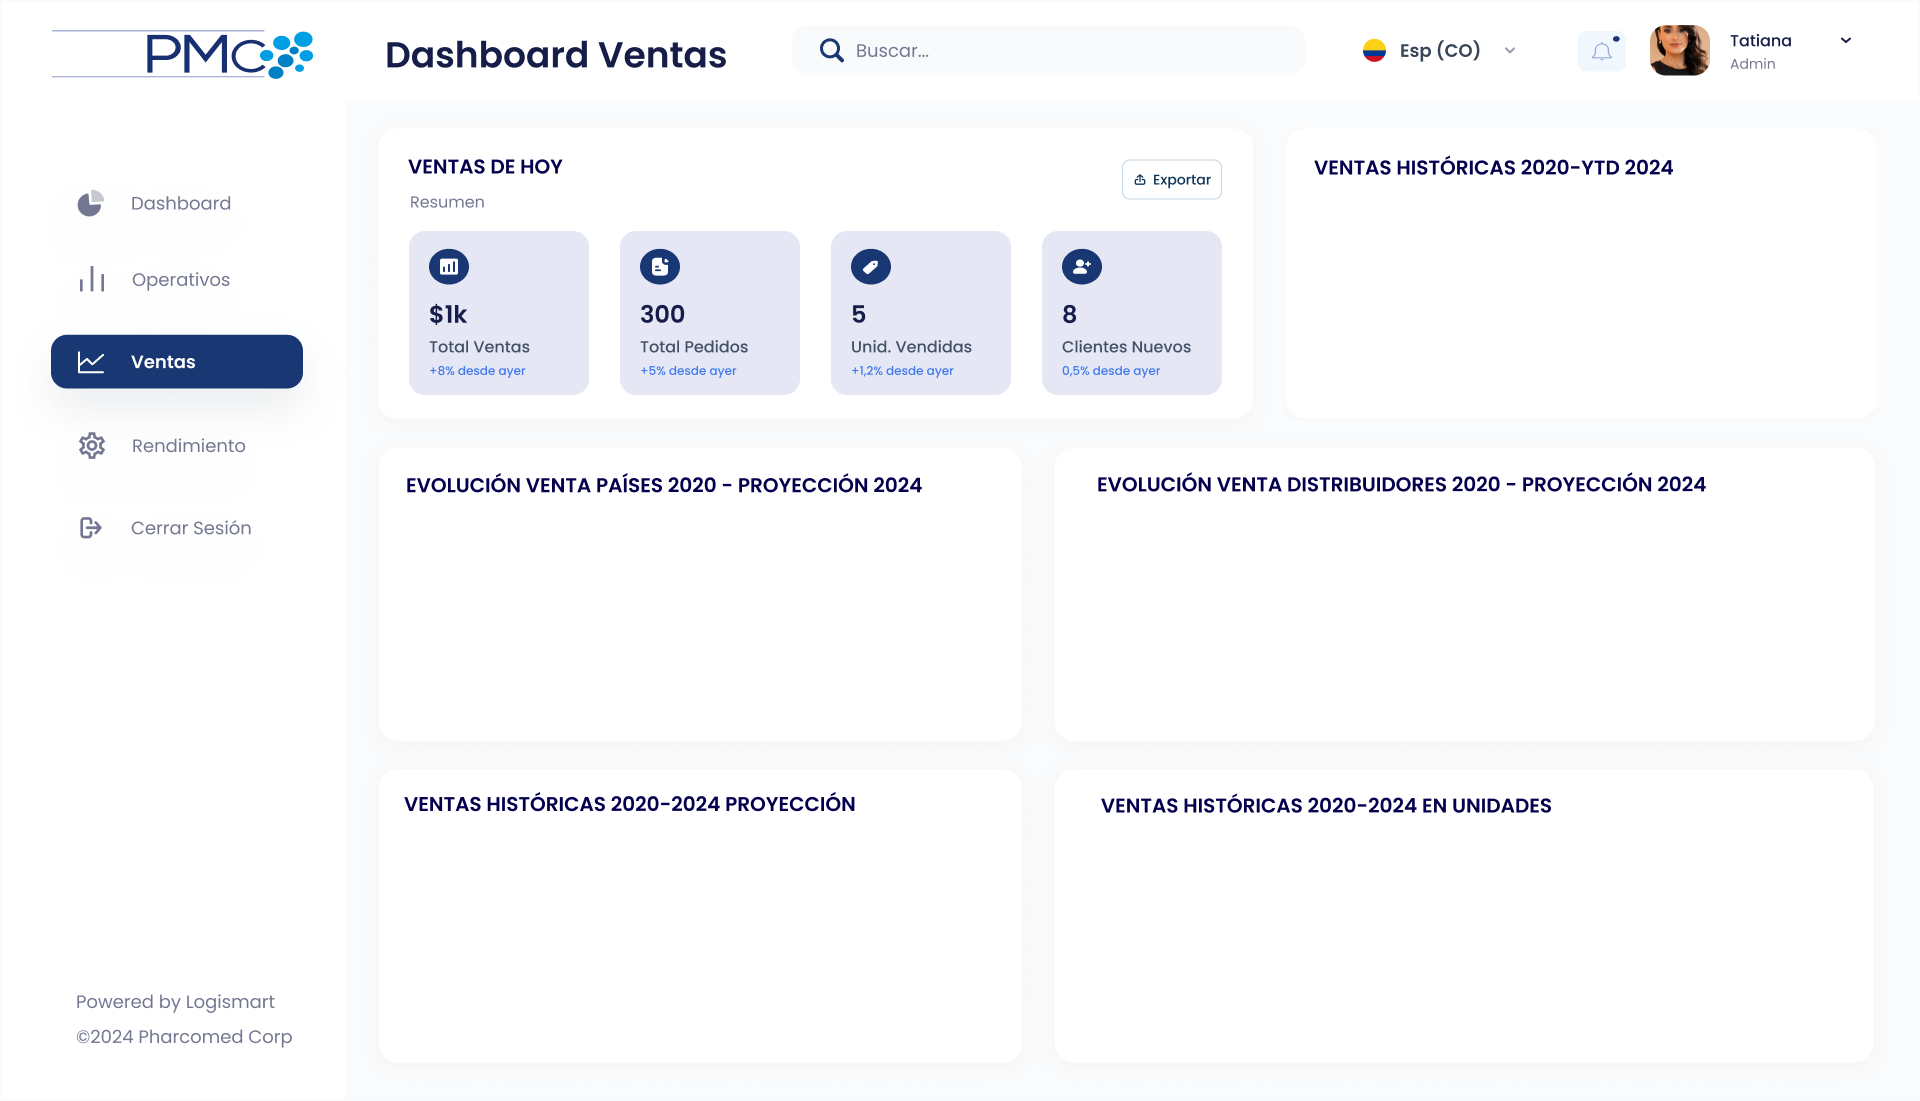 PMC
Dashboard Ventas
Buscar...
Esp (CO)
Tatiana
Admin
Dashboard
Operativos
Ventas
Rendimiento
Cerrar Sesión
Powered by Logismart
©2024 Pharcomed Corp
VENTAS DE HOY
Resumen
Exportar
$1k
Total Ventas
+8% desde ayer
300
Total Pedidos
+5% desde ayer
5
Unid. Vendidas
+1,2% desde ayer
8
Clientes Nuevos
0,5% desde ayer
VENTAS HISTÓRICAS 2020-YTD 2024
EVOLUCIÓN VENTA PAÍSES 2020 - PROYECCIÓN 2024
EVOLUCIÓN VENTA DISTRIBUIDORES 2020 - PROYECCIÓN 2024
VENTAS HISTÓRICAS 2020-2024 PROYECCIÓN
VENTAS HISTÓRICAS 2020-2024 EN UNIDADES